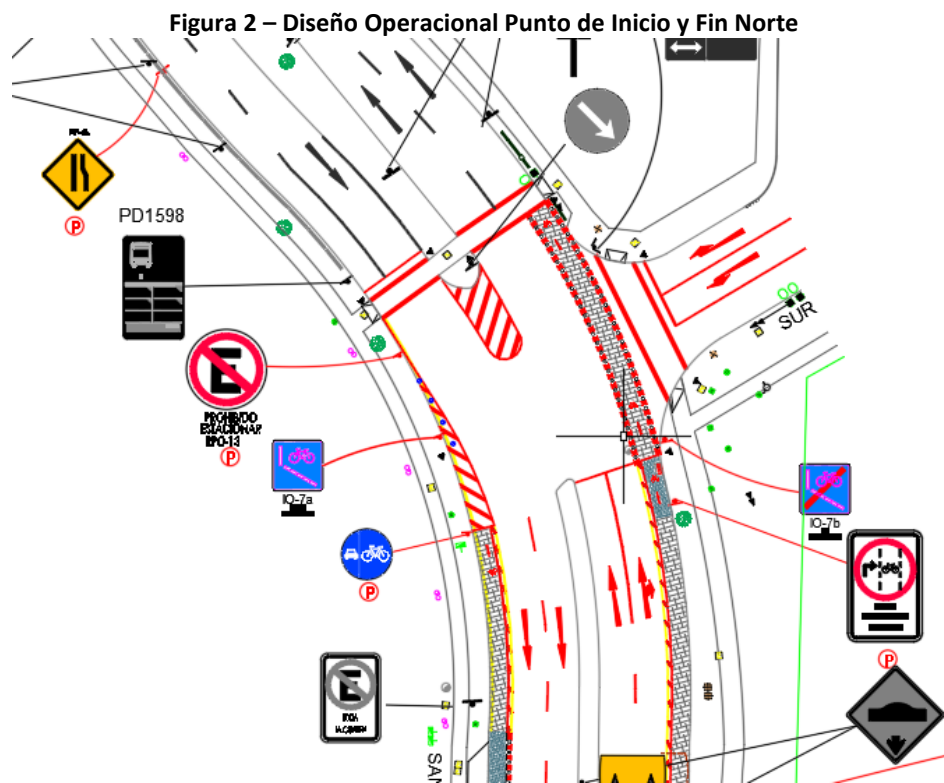 Figura 2 – Diseño Operacional Punto de Inicio y Fin Norte
PD1598
SUR
E
PROHIBIDO
ESTACIONAR
RPO-13
P
P
IO-7a
IO-7b
P
P
E
SAN